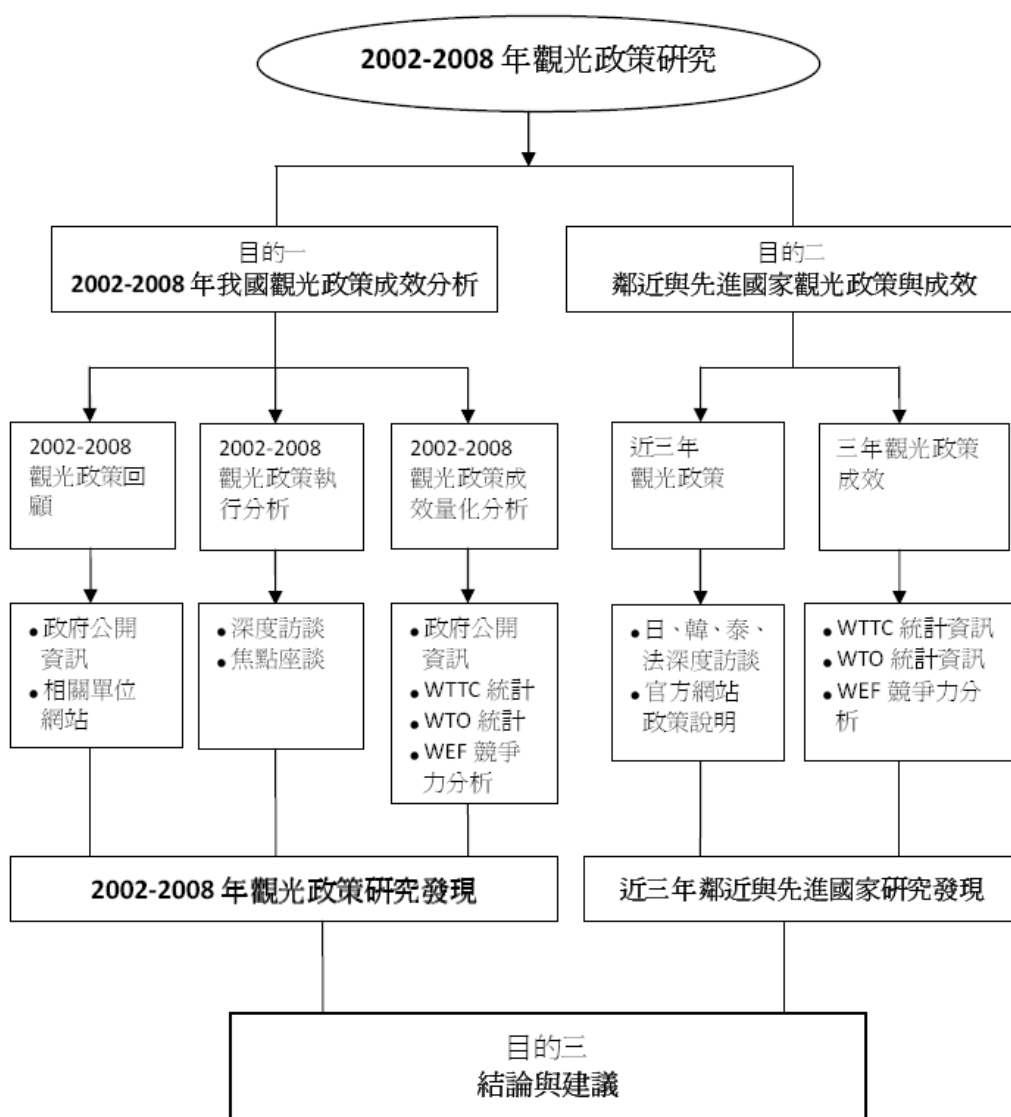 2002-2008 年觀光政策研究
目的一
2002-2008 年我國觀光政策成效分析
目的二
鄰近與先進國家觀光政策與成效
2002-2008
觀光政策回
顧
2002-2008
觀光政策執
行分析
2002-2008
觀光政策成
效量化分析
近三年
觀光政策
三年觀光政策
成效
• 政府公開
資訊
• 相關單位
網站
• 深度訪談
• 焦點座談
• 政府公開
資訊
• WTTC 統計
• WTO 統計
• WEF 競爭
力分析
• 日、韓、泰、
法深度訪談
• 官方網站
政策說明
• WTTC 統計資訊
• WTO 統計資訊
• WEF 競爭力分
析
2002-2008 年觀光政策研究發現
近三年鄰近與先進國家研究發現
目的三
結論與建議